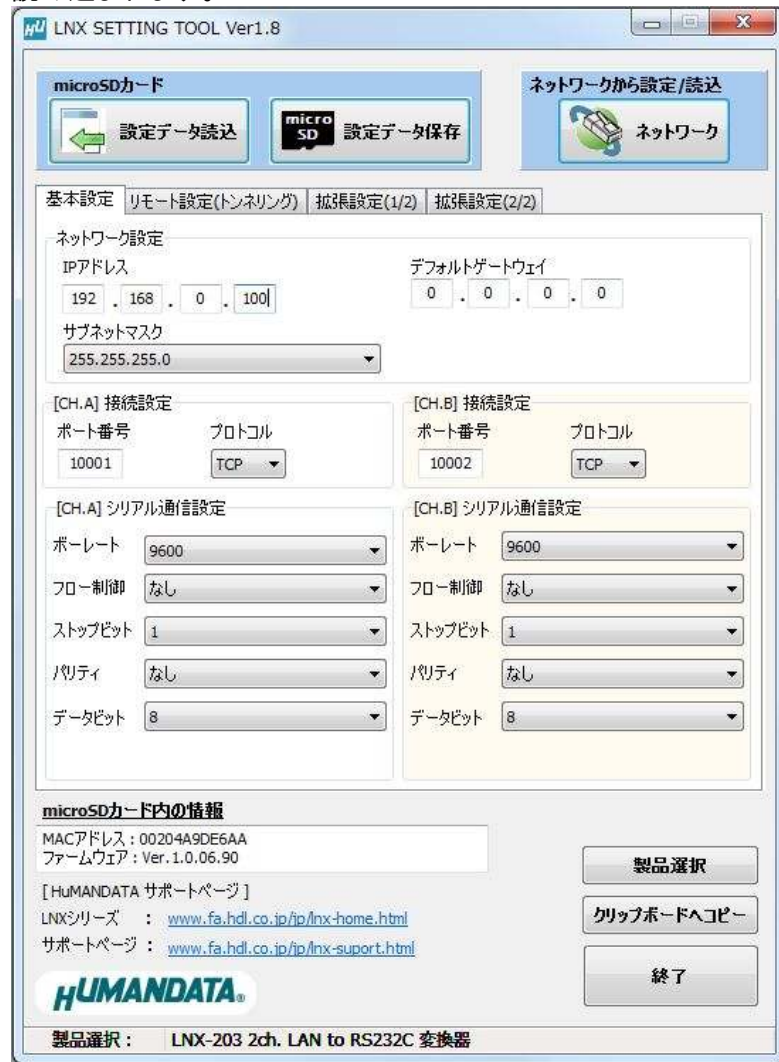 LNX SETTING TOOL Ver1.8
microSDカード
設定データ読込
micro SD
設定データ保存
ネットワークから設定/読込
ネットワーク
基本設定
リモート設定(トンネリング)
拡張設定(1/2)
拡張設定(2/2)
ネットワーク設定
IPアドレス
192 . 168 . 0 . 100
デフォルトゲートウェイ
0 . 0 . 0 . 0
サブネットマスク
255.255.255.0
[CH.A] 接続設定
ポート番号 プロトコル
10001 TCP
[CH.B] 接続設定
ポート番号 プロトコル
10002 TCP
[CH.A] シリアル通信設定
ボーレート 9600
フロー制御 なし
ストップビット 1
パリティ なし
データビット 8
[CH.B] シリアル通信設定
ボーレート 9600
フロー制御 なし
ストップビット 1
パリティ なし
データビット 8
microSDカード内の情報
MACアドレス : 00204A9DE6AA
ファームウェア : Ver.1.0.06.90
[ HuMANDATA サポートページ ]
LNXシリーズ : www.fa.hdl.co.jp/jp/lnx-home.html
サポートページ : www.fa.hdl.co.jp/jp/lnx-suport.html
HUMANDATA®
製品選択
クリップボードへコピー
終了
製品選択 : LNX-203 2ch. LAN to RS232C 変換器